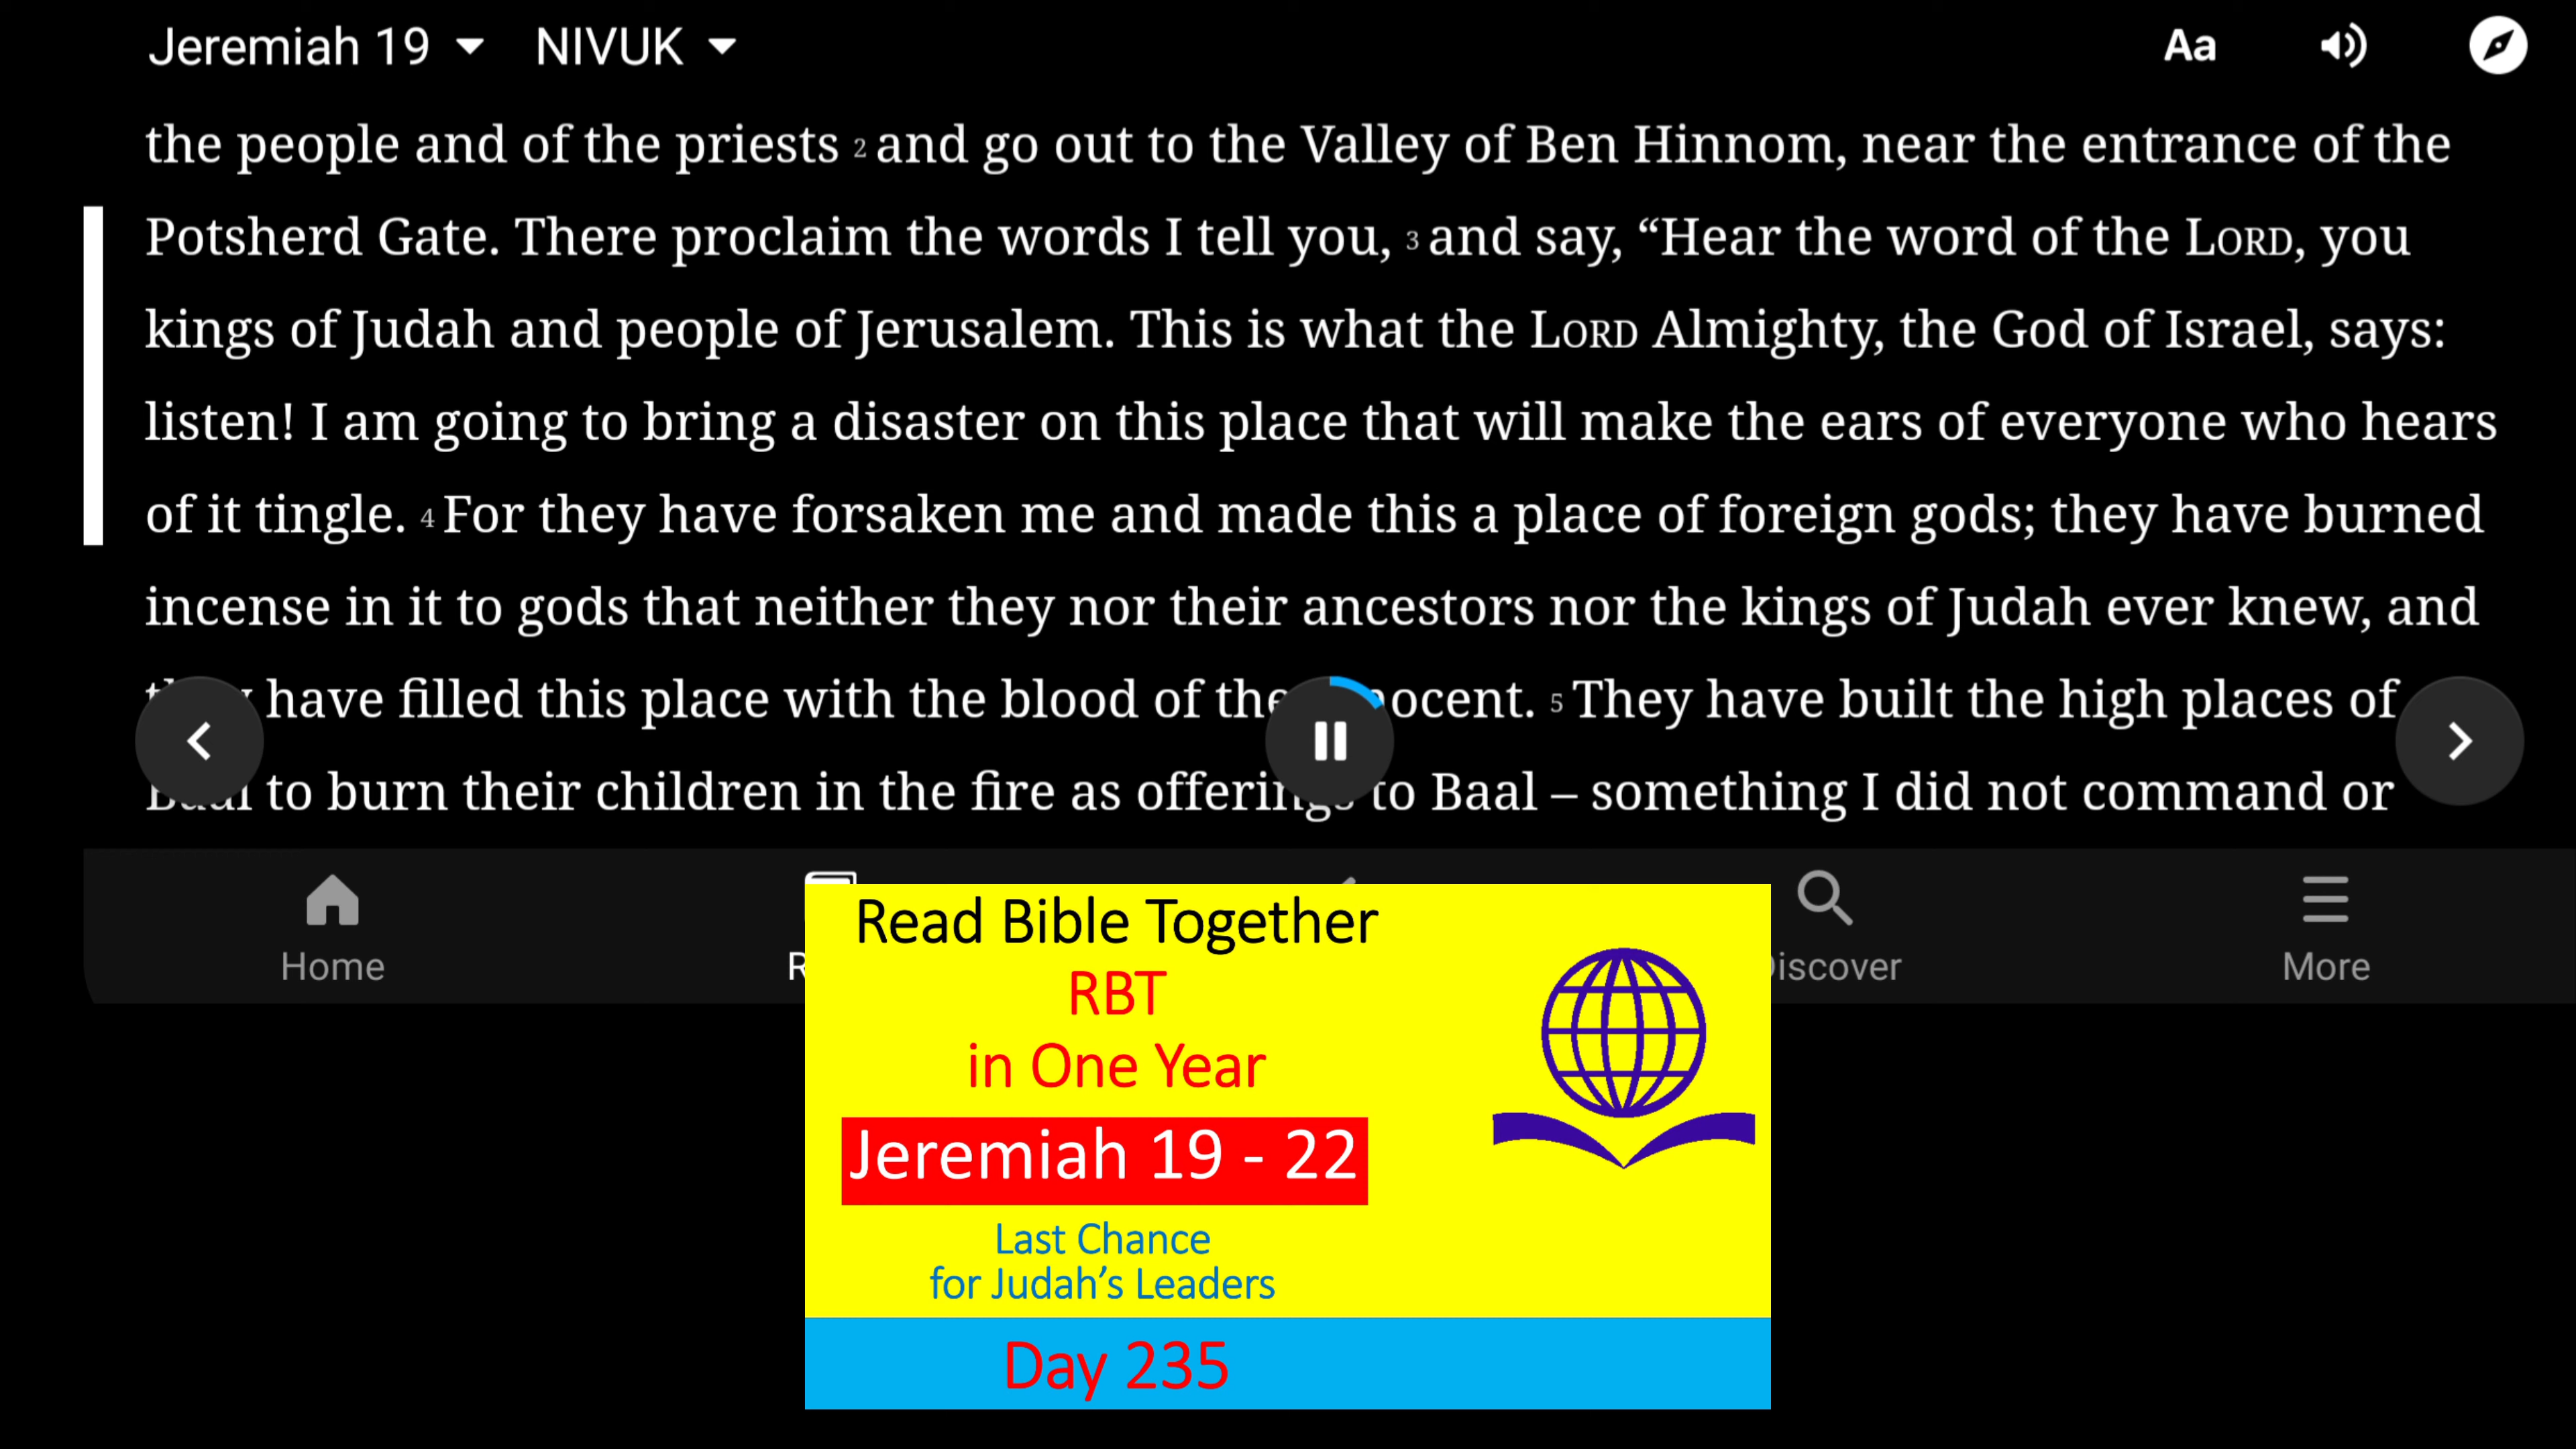 Jeremiah 19 NIVUK Aa
the people and of the priests 2 and go out to the Valley of Ben Hinnom, near the entrance of the
Potsherd Gate. There proclaim the words I tell you, 3 and say, “Hear the word of the LORD, you
kings of Judah and people of Jerusalem. This is what the LORD Almighty, the God of Israel, says:
listen! I am going to bring a disaster on this place that will make the ears of everyone who hears
of it tingle. 4 For they have forsaken me and made this a place of foreign gods; they have burned
incense in it to gods that neither they nor their ancestors nor the kings of Judah ever knew, and
have filled this place with the blood of the 5 They have built the high places of
to burn their children in the fire as offerings to Baal – something I did not command or
Home
Discover
More
Read Bible Together
RBT
in One Year
Jeremiah 19 - 22
Last Chance
for Judah’s Leaders
Day 235